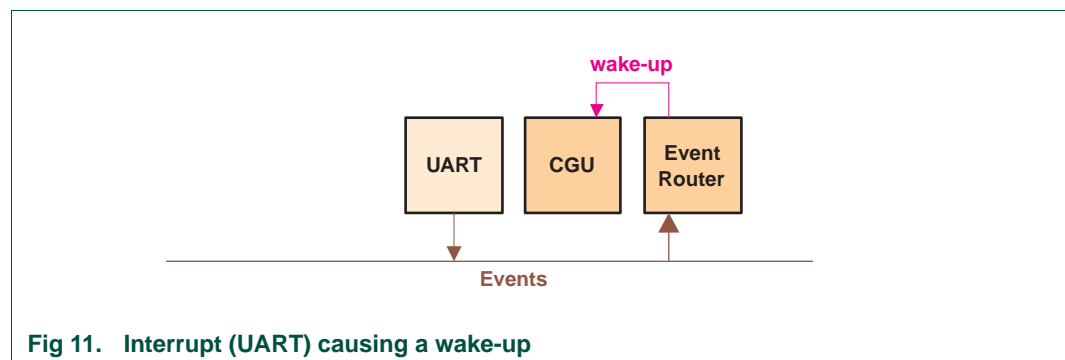 wake-up
UART
CGU
Event
Router
Events
Fig 11. Interrupt (UART) causing a wake-up